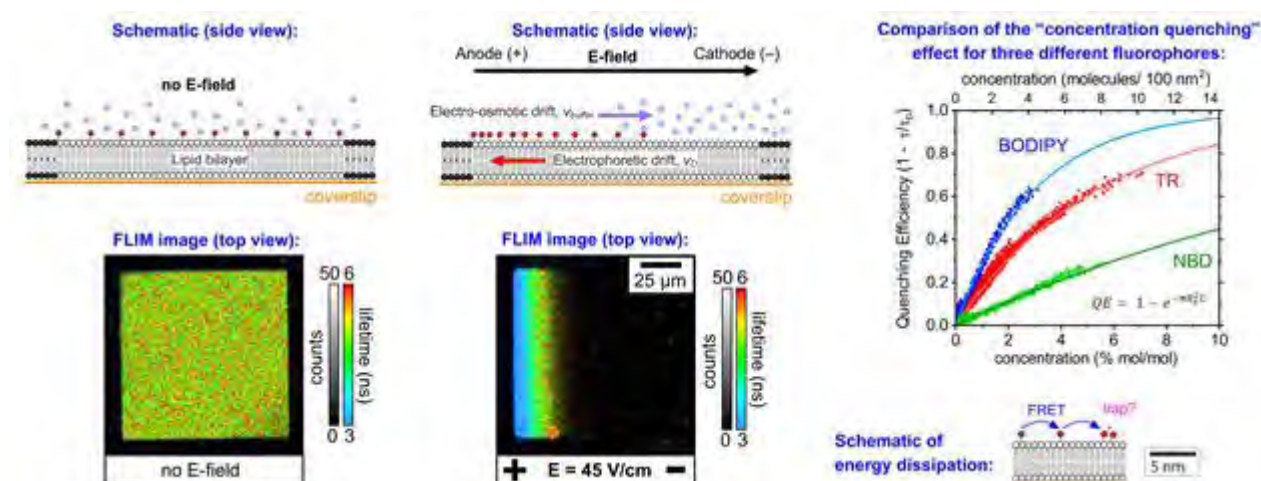 Schematic (side view):
no E-field
Lipid bilayer
coverslip
FLIM image (top view):
50 6
counts
lifetime (ns)
0 3
no E-field
Schematic (side view):
Anode (+) E-field Cathode (–)
Electro-osmotic drift,
Lipid bilayer
Electrophoretic drift,
coverslip
FLIM image (top view):
25 μm
50 6
counts
lifetime (ns)
0 3
+ E = 45 V/cm -
Comparison of the "concentration quenching"
effect for three different fluorophores:
concentration (molecules/ 100 nm²)
0 2 4 6 8 10 12 14
1.0
0.8
0.6
0.4
0.2
0.0
Quenching Efficiency (1 - τ/τ₀)
BODIPY
TR
NBD
0 2 4 6 8 10
concentration (% mol/mol)
FRET trap?
Schematic of
energy dissipation:
5 nm